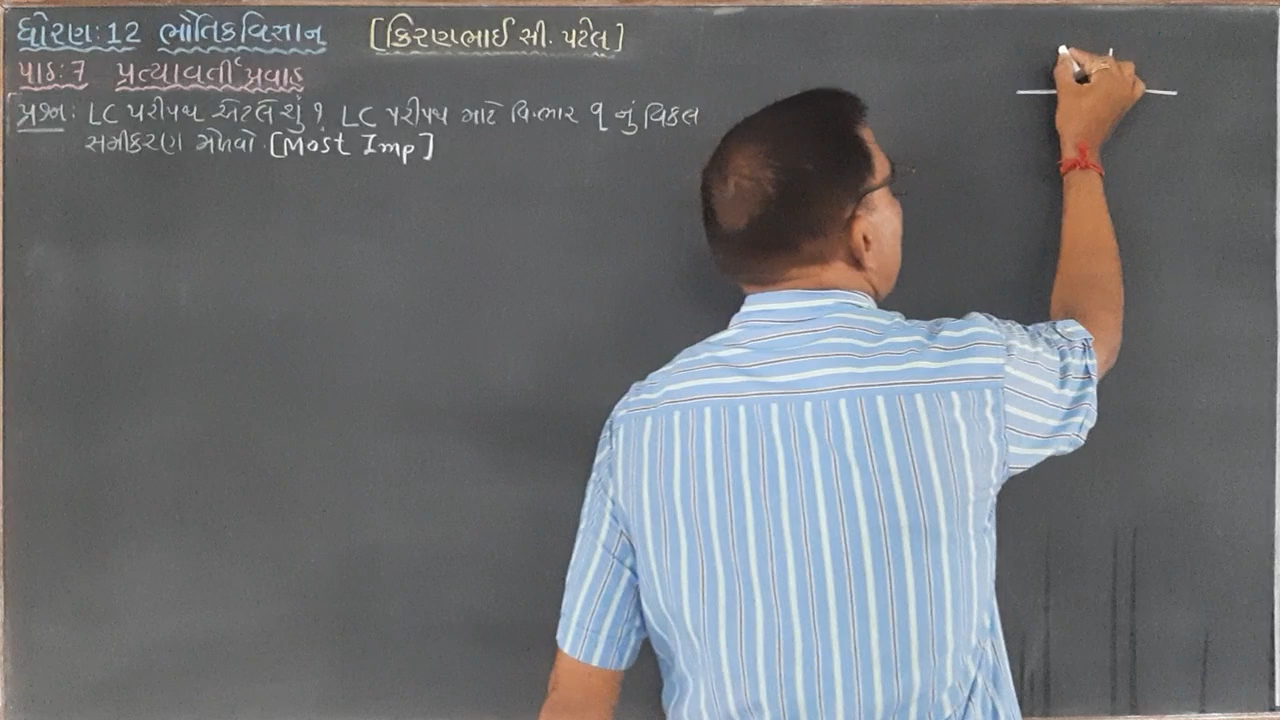 ધોરણ:12 ભૌતિકવિજ્ઞાન [કિરણભાઈ સી. પટેલ]
પાઠ:7 પ્રત્યાવર્તી પ્રવાહ
પ્રશ્ન: LC પરીપથ એટલે શું? LC પરીપથ માટે વિ.ભાર q નું વિકલ
સમીકરણ મેળવો. [Most Imp]